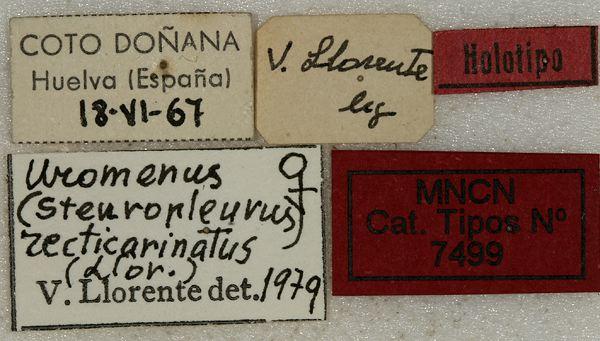 COTO DOÑANA
Huelva (España)
18-VI-67
V. Llorente
lig
Holotipo
Uromenus ♀
(Steuropleurus)
recticarinatus
(Llor.)
V. Llorente det. 1979
MNCN
Cat. Tipos Nº
7499